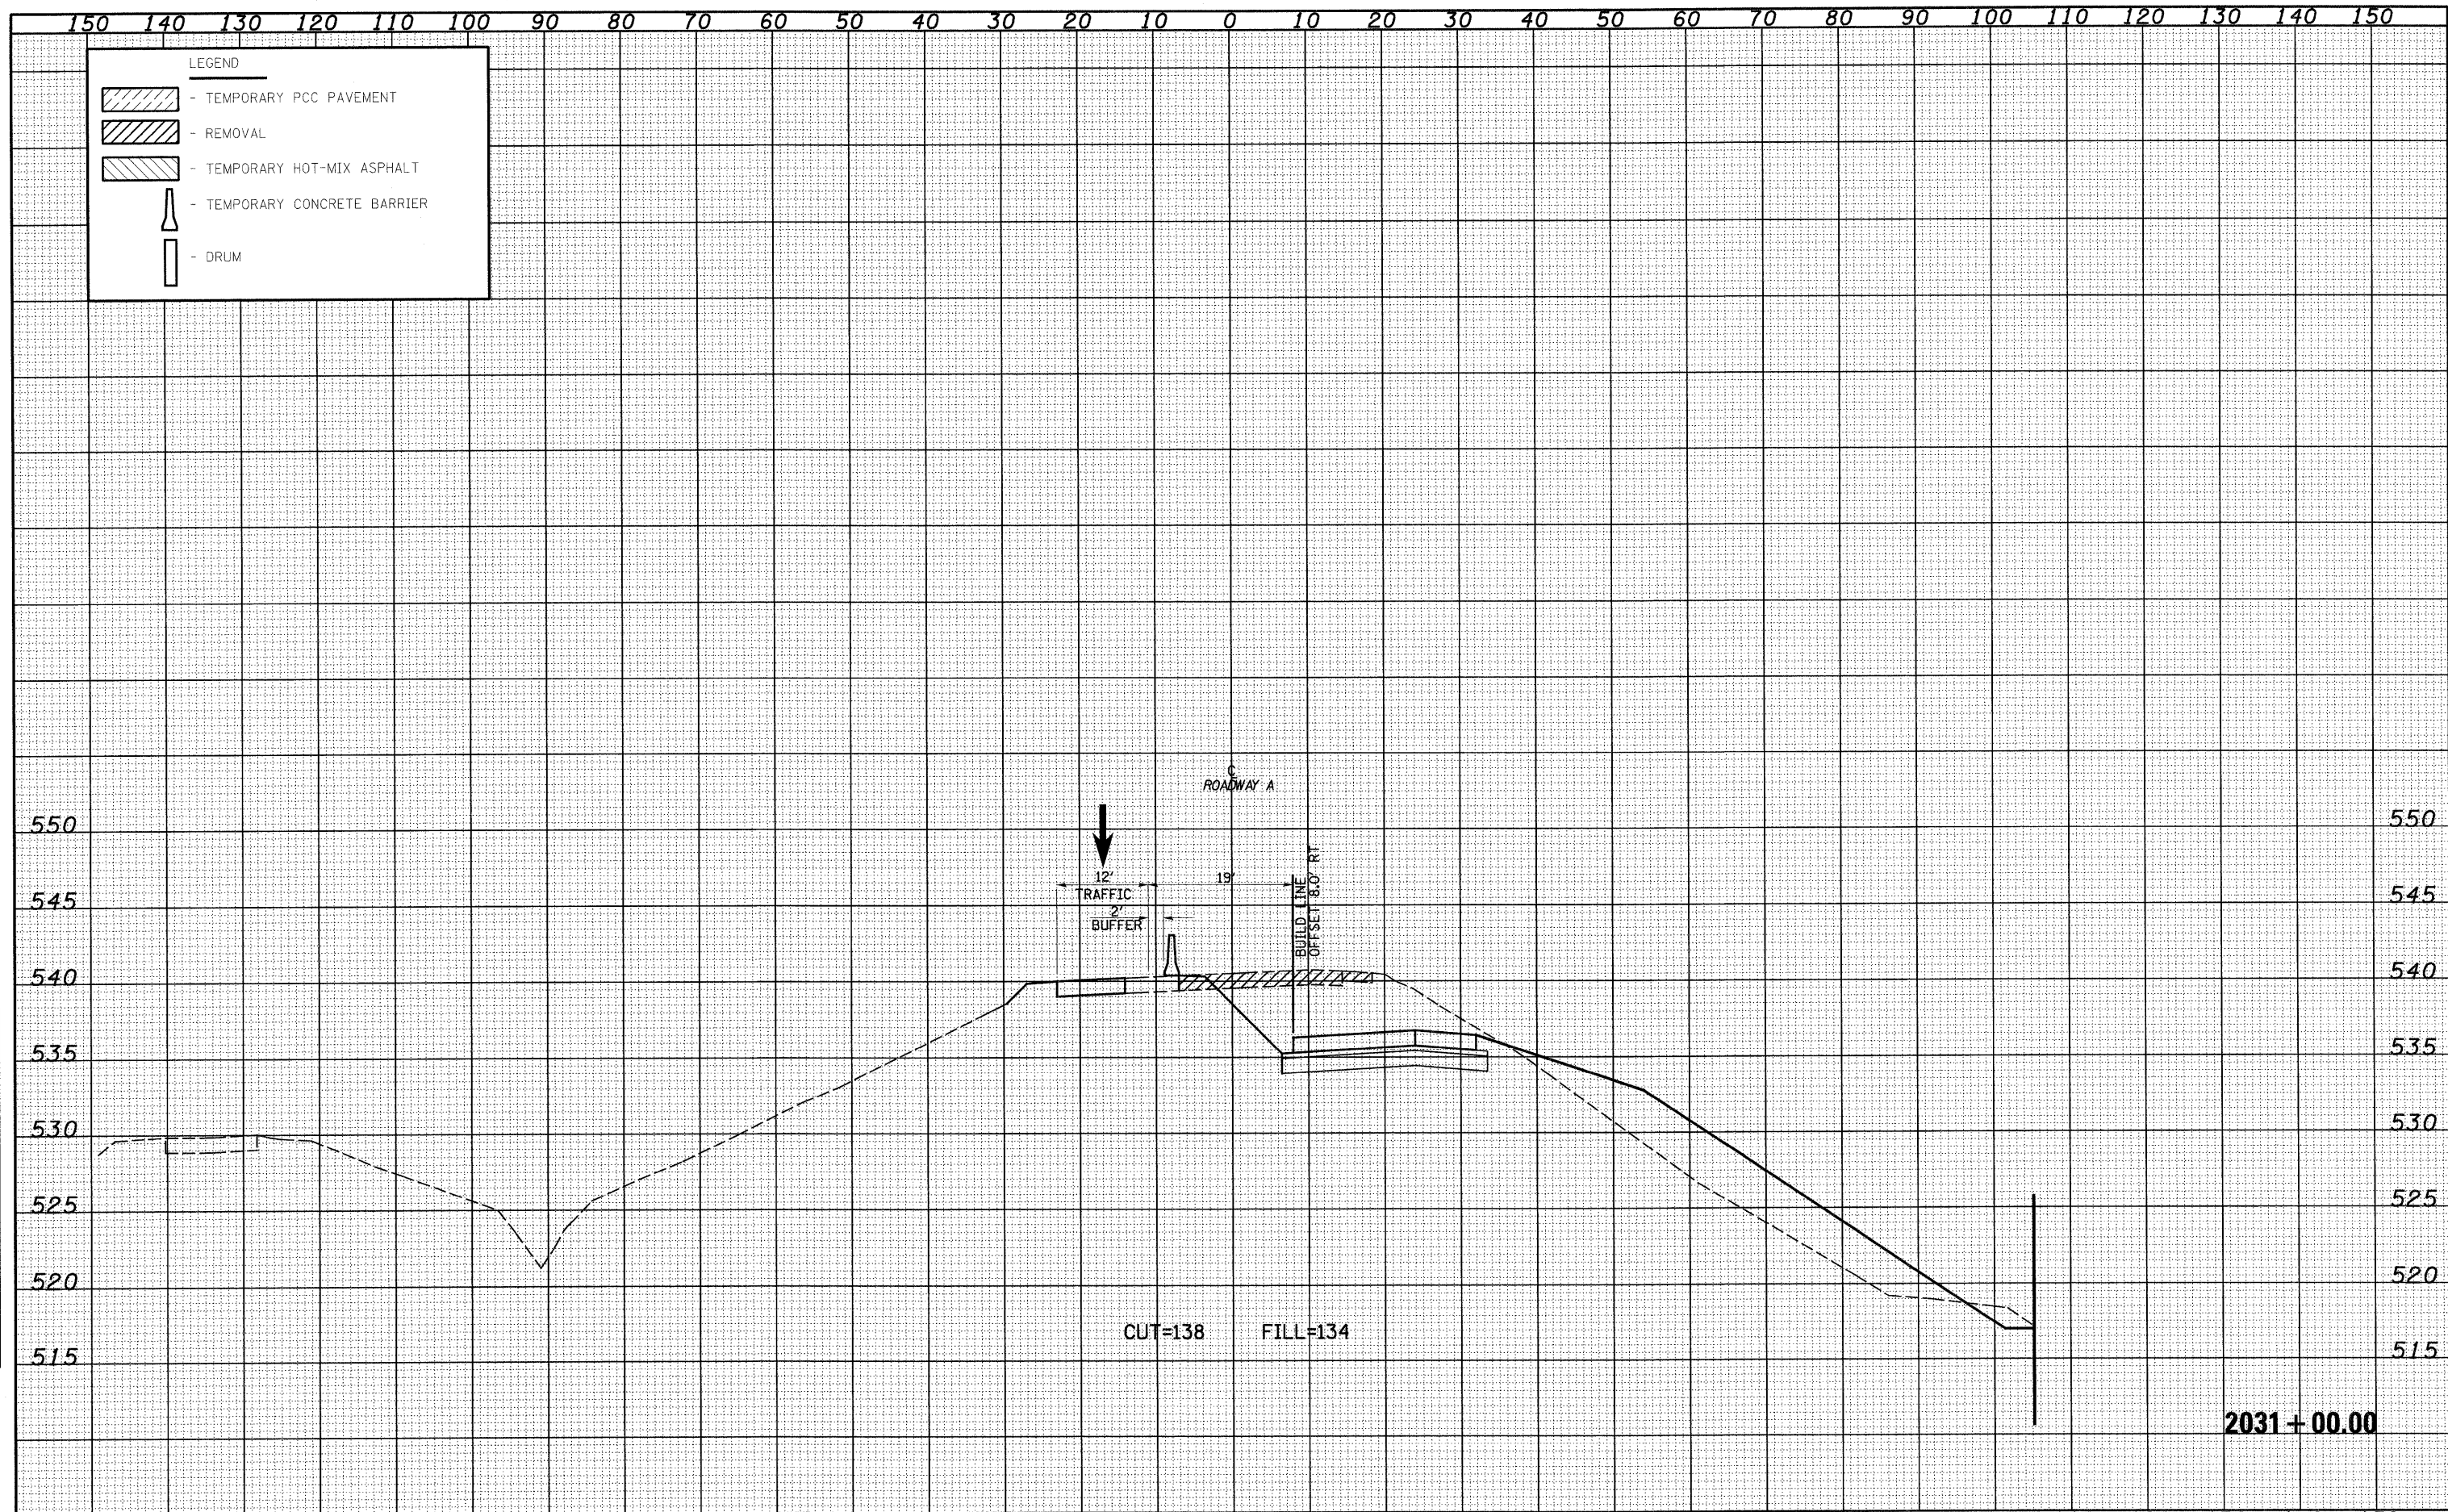 150 140 130 120 110 100 90 80 70 60 50 40 30 20 10 0 10 20 30 40 50 60 70 80 90 100 110 120 130 140 150
LEGEND
- TEMPORARY PCC PAVEMENT
- REMOVAL
- TEMPORARY HOT-MIX ASPHALT
- TEMPORARY CONCRETE BARRIER
- DRUM
℄
ROADWAY A
550 550
12' 19'
TRAFFIC
2'
BUFFER
BUILD LINE
OFFSET 8.0' RT
545 545
540 540
535 535
530 530
525 525
520 520
CUT=138 FILL=134
515 515
2031+00.00